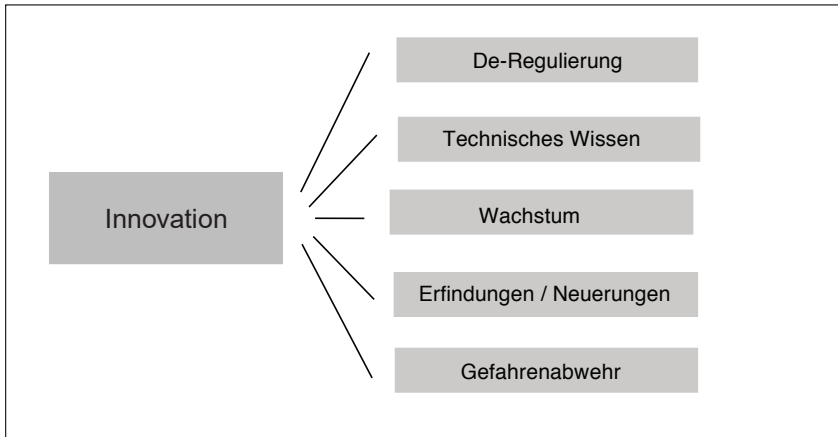 De-Regulierung
Technisches Wissen
Innovation
Wachstum
Erfindungen / Neuerungen
Gefahrenabwehr